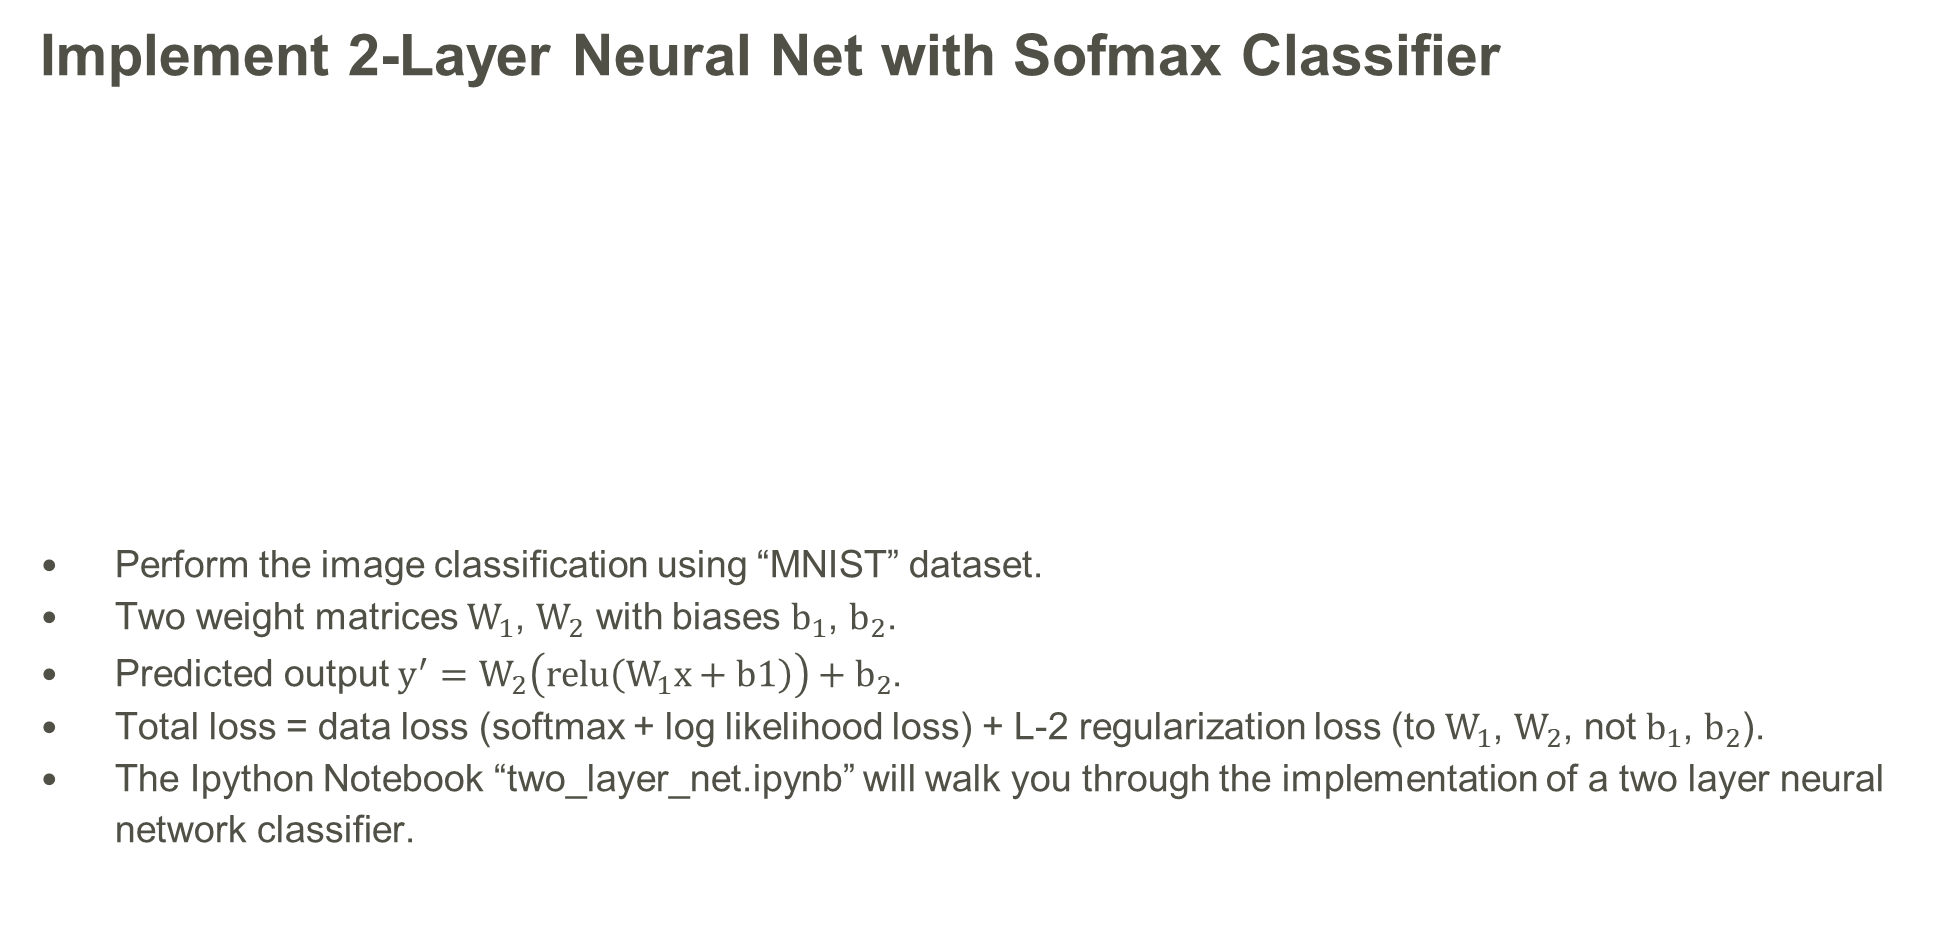 Implement 2-Layer Neural Net with Sofmax Classifier
• Perform the image classification using “MNIST” dataset.
• Two weight matrices W₁, W₂ with biases b₁, b₂.
• Predicted output y′ = W₂(relu(W₁x + b1)) + b₂.
• Total loss = data loss (softmax + log likelihood loss) + L-2 regularization loss (to W₁, W₂, not b₁, b₂).
• The Ipython Notebook “two_layer_net.ipynb” will walk you through the implementation of a two layer neural
network classifier.